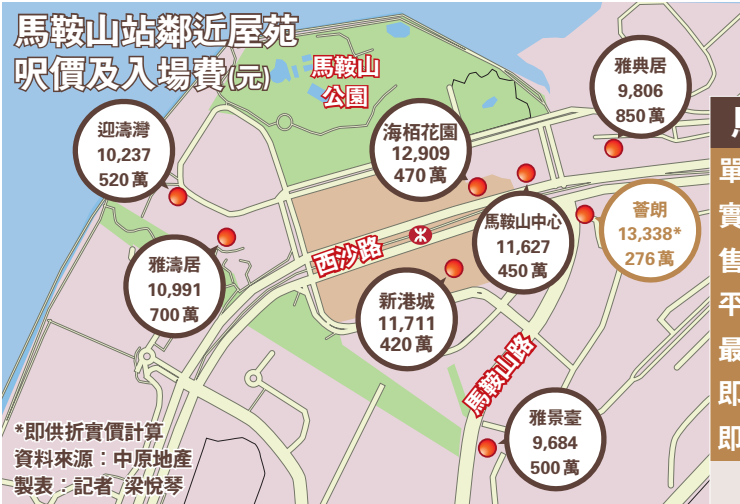 馬鞍山站鄰近屋苑
呎價及入場費(元)
馬鞍山
公園
雅典居
9,806
850萬
迎濤灣
10,237
520萬
海栢花園
12,909
470萬
馬鞍山中心
11,627
450萬
薈朗
13,338*
276萬
雅濤居
10,991
700萬
西沙路
新港城
11,711
420萬
馬鞍山路
雅景臺
9,684
500萬
*即供折實價計算
資料來源：中原地產
製表：記者 梁悅琴
單
實
售
平
最
即
即